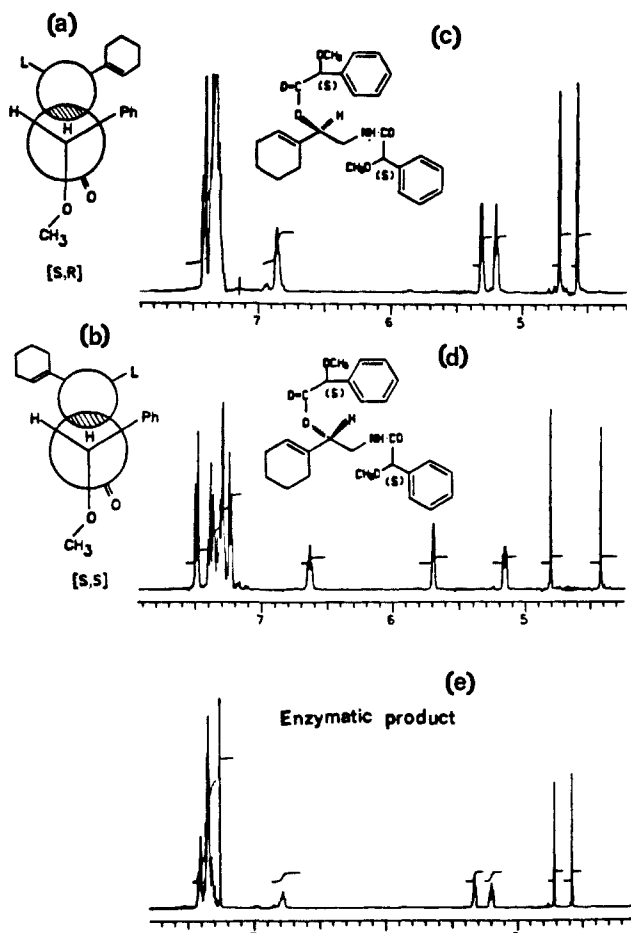 (a)
L
H
H
Ph
O
O
CH3
[S,R]
(c)
OCH3
O=C
(S)
O
H
NH·CO
CH3O
(S)
7
6
5
(b)
L
H
H
Ph
O
O
CH3
[S,S]
(d)
OCH3
O=C
(S)
O
H
NH·CO
CH3O
(S)
7
6
5
(e)
Enzymatic product